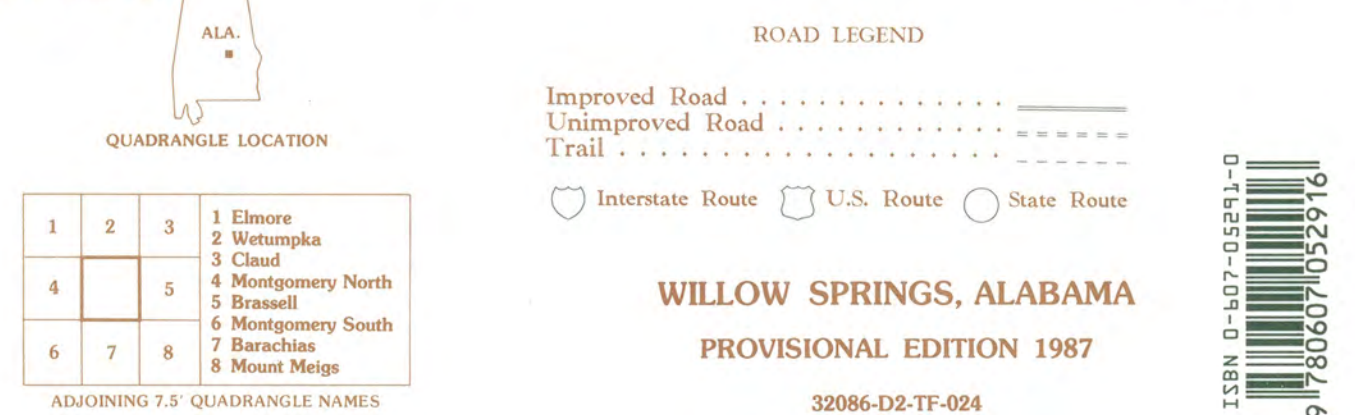 ALA.
QUADRANGLE LOCATION
1 2 3
4 5
6 7 8
1 Elmore
2 Wetumpka
3 Claud
4 Montgomery North
5 Brassell
6 Montgomery South
7 Barachias
8 Mount Meigs
ADJOINING 7.5' QUADRANGLE NAMES
ROAD LEGEND
Improved Road . . . . . . . . . . . . . .
Unimproved Road . . . . . . . . . . . .
Trail . . . . . . . . . . . . . . . . . . .
Interstate Route U.S. Route State Route
WILLOW SPRINGS, ALABAMA
PROVISIONAL EDITION 1987
32086-D2-TF-024
ISBN 0-607-05291-0
9 780607 052916